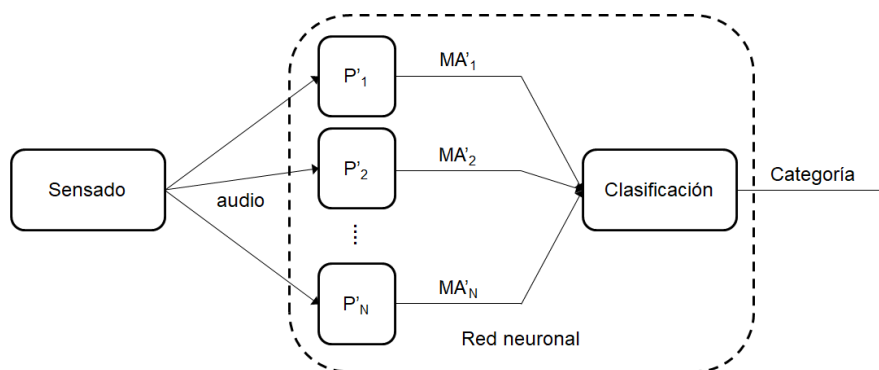 P'1
MA'1
P'2
MA'2
Sensado
audio
Clasificación
Categoría
P'N
MA'N
Red neuronal